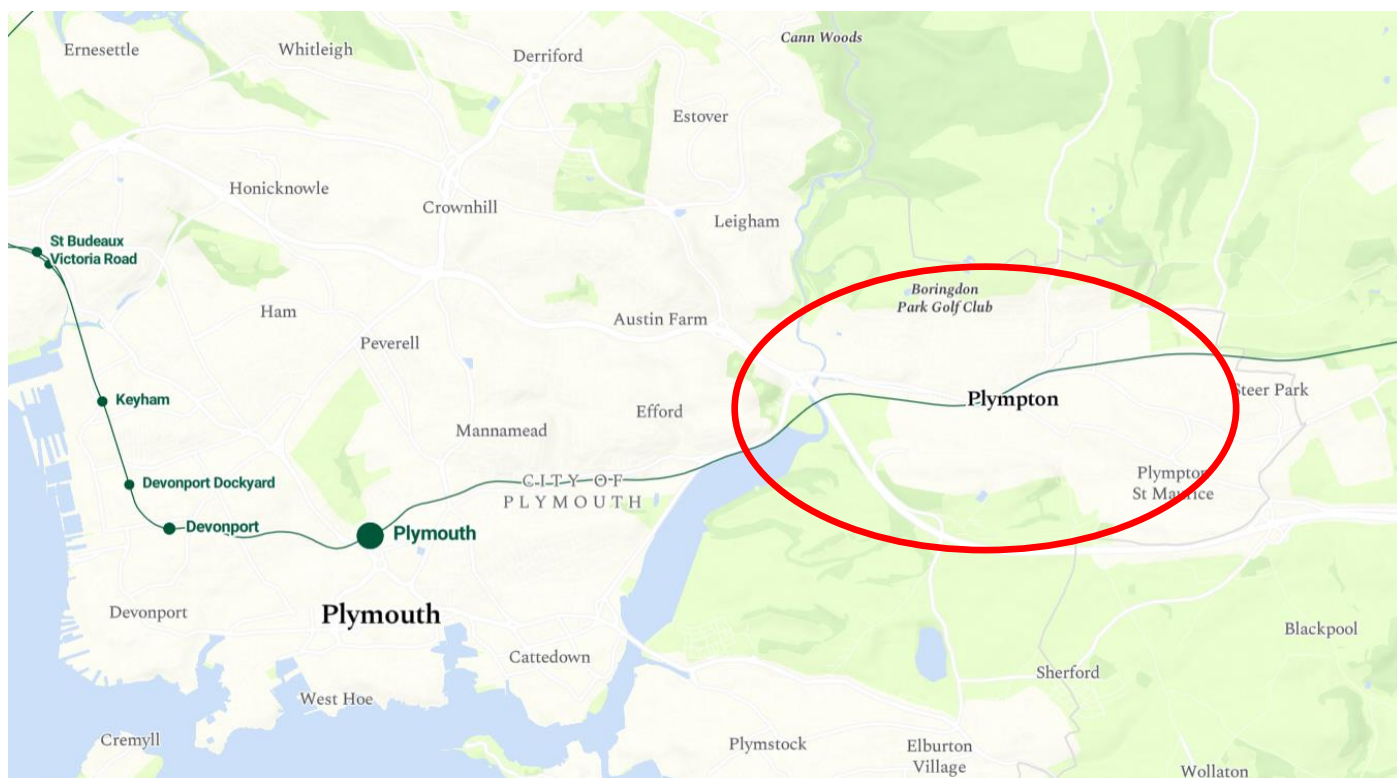 Cann Woods
Ernesettle
Whitleigh
Derriford
Estover
Honicknowle
Crownhill
Leigham
St Budeaux
Victoria Road
Boringdon
Park Golf Club
Ham
Austin Farm
Peverell
Keyham
Plympton
Steer Park
Efford
Mannamead
Devonport Dockyard
CITY OF
PLYMOUTH
Plympton
St Maurice
Devonport
Plymouth
Devonport
Plymouth
Blackpool
Cattedown
Sherford
West Hoe
Cremyll
Plymstock
Elburton
Village
Wollaton